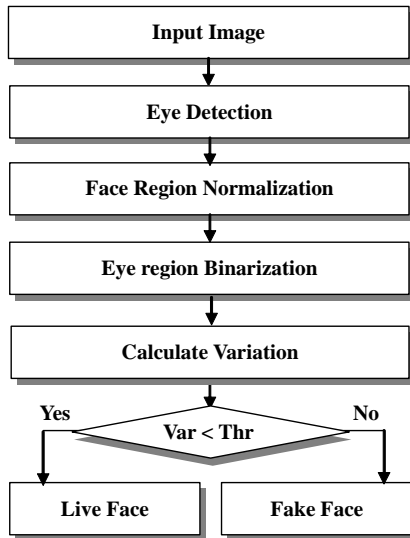 Input Image
Eye Detection
Face Region Normalization
Eye region Binarization
Calculate Variation
Yes
No
Var < Thr
Live Face
Fake Face